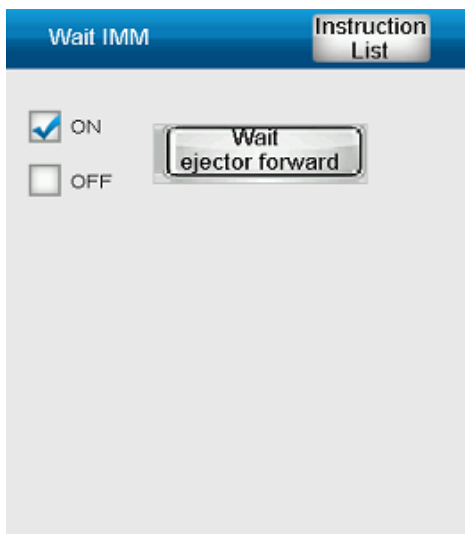 Wait IMM
Instruction
List
ON
Wait
ejector forward
OFF